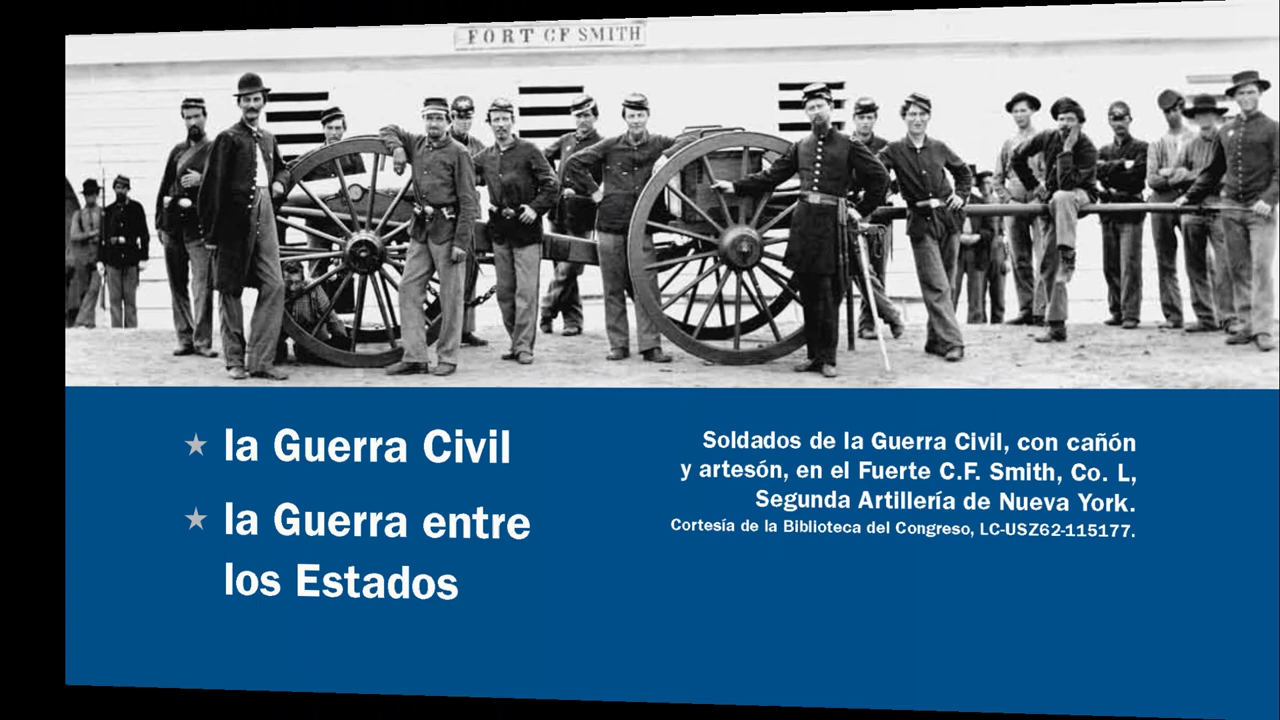 FORT CF SMITH
★ la Guerra Civil
★ la Guerra entre
los Estados
Soldados de la Guerra Civil, con cañón
y artesón, en el Fuerte C.F. Smith, Co. L,
Segunda Artillería de Nueva York.
Cortesía de la Biblioteca del Congreso, LC-USZ62-115177.